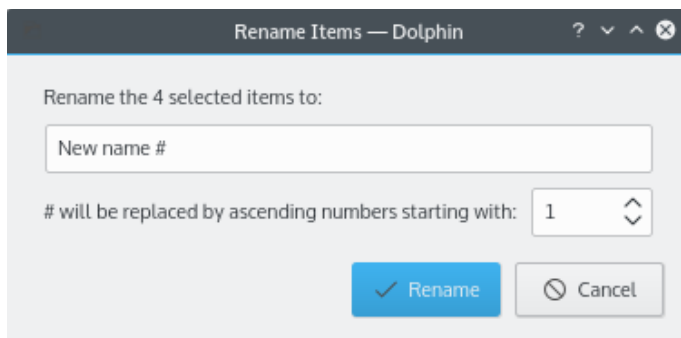 Rename Items — Dolphin ?
Rename the 4 selected items to:
New name #
# will be replaced by ascending numbers starting with: 1
Rename Cancel